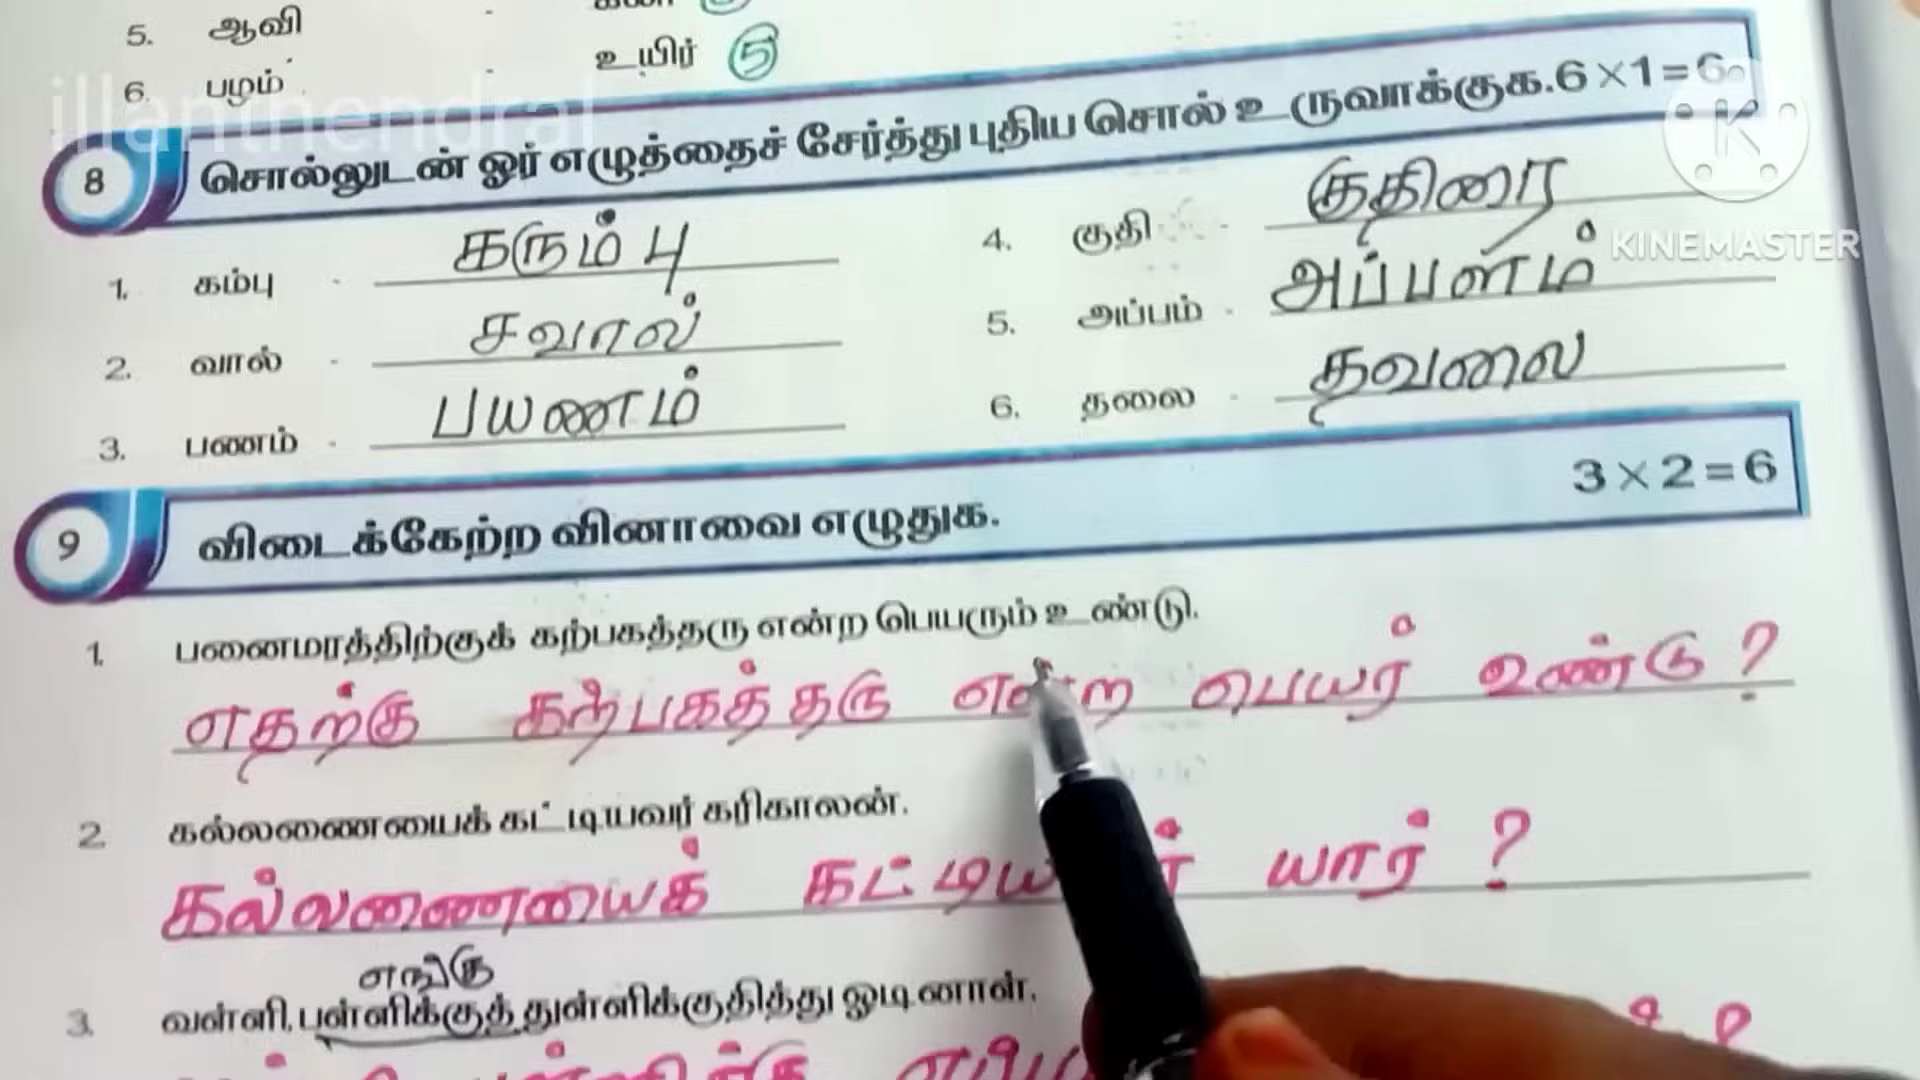 5. ஆவி -
6. பழம் - உயிர் 5
illanthendral
8 சொல்லுடன் ஓர் எழுத்தைச் சேர்த்து புதிய சொல் உருவாக்குக. 6 × 1 = 6
1. கம்பு - கரும்பு
2. வால் - சவால்
3. பணம் - பயணம்
4. குதி - குதிரை
5. அப்பம் - அப்பளம்
6. தலை - தவலை
K
KINEMASTER
9 விடைக்கேற்ற வினாவை எழுதுக. 3 × 2 = 6
1. பனைமரத்திற்குக் கற்பகத்தரு என்ற பெயரும் உண்டு.
எதற்கு கற்பகத்தரு என்ற பெயர் உண்டு ?
2. கல்லணையைக் கட்டியவர் கரிகாலன்.
கல்லணையைக் கட்டியவர் யார் ?
எங்கு
3. வள்ளி, பள்ளிக்குத் துள்ளிக்குதித்து ஓடினாள்.